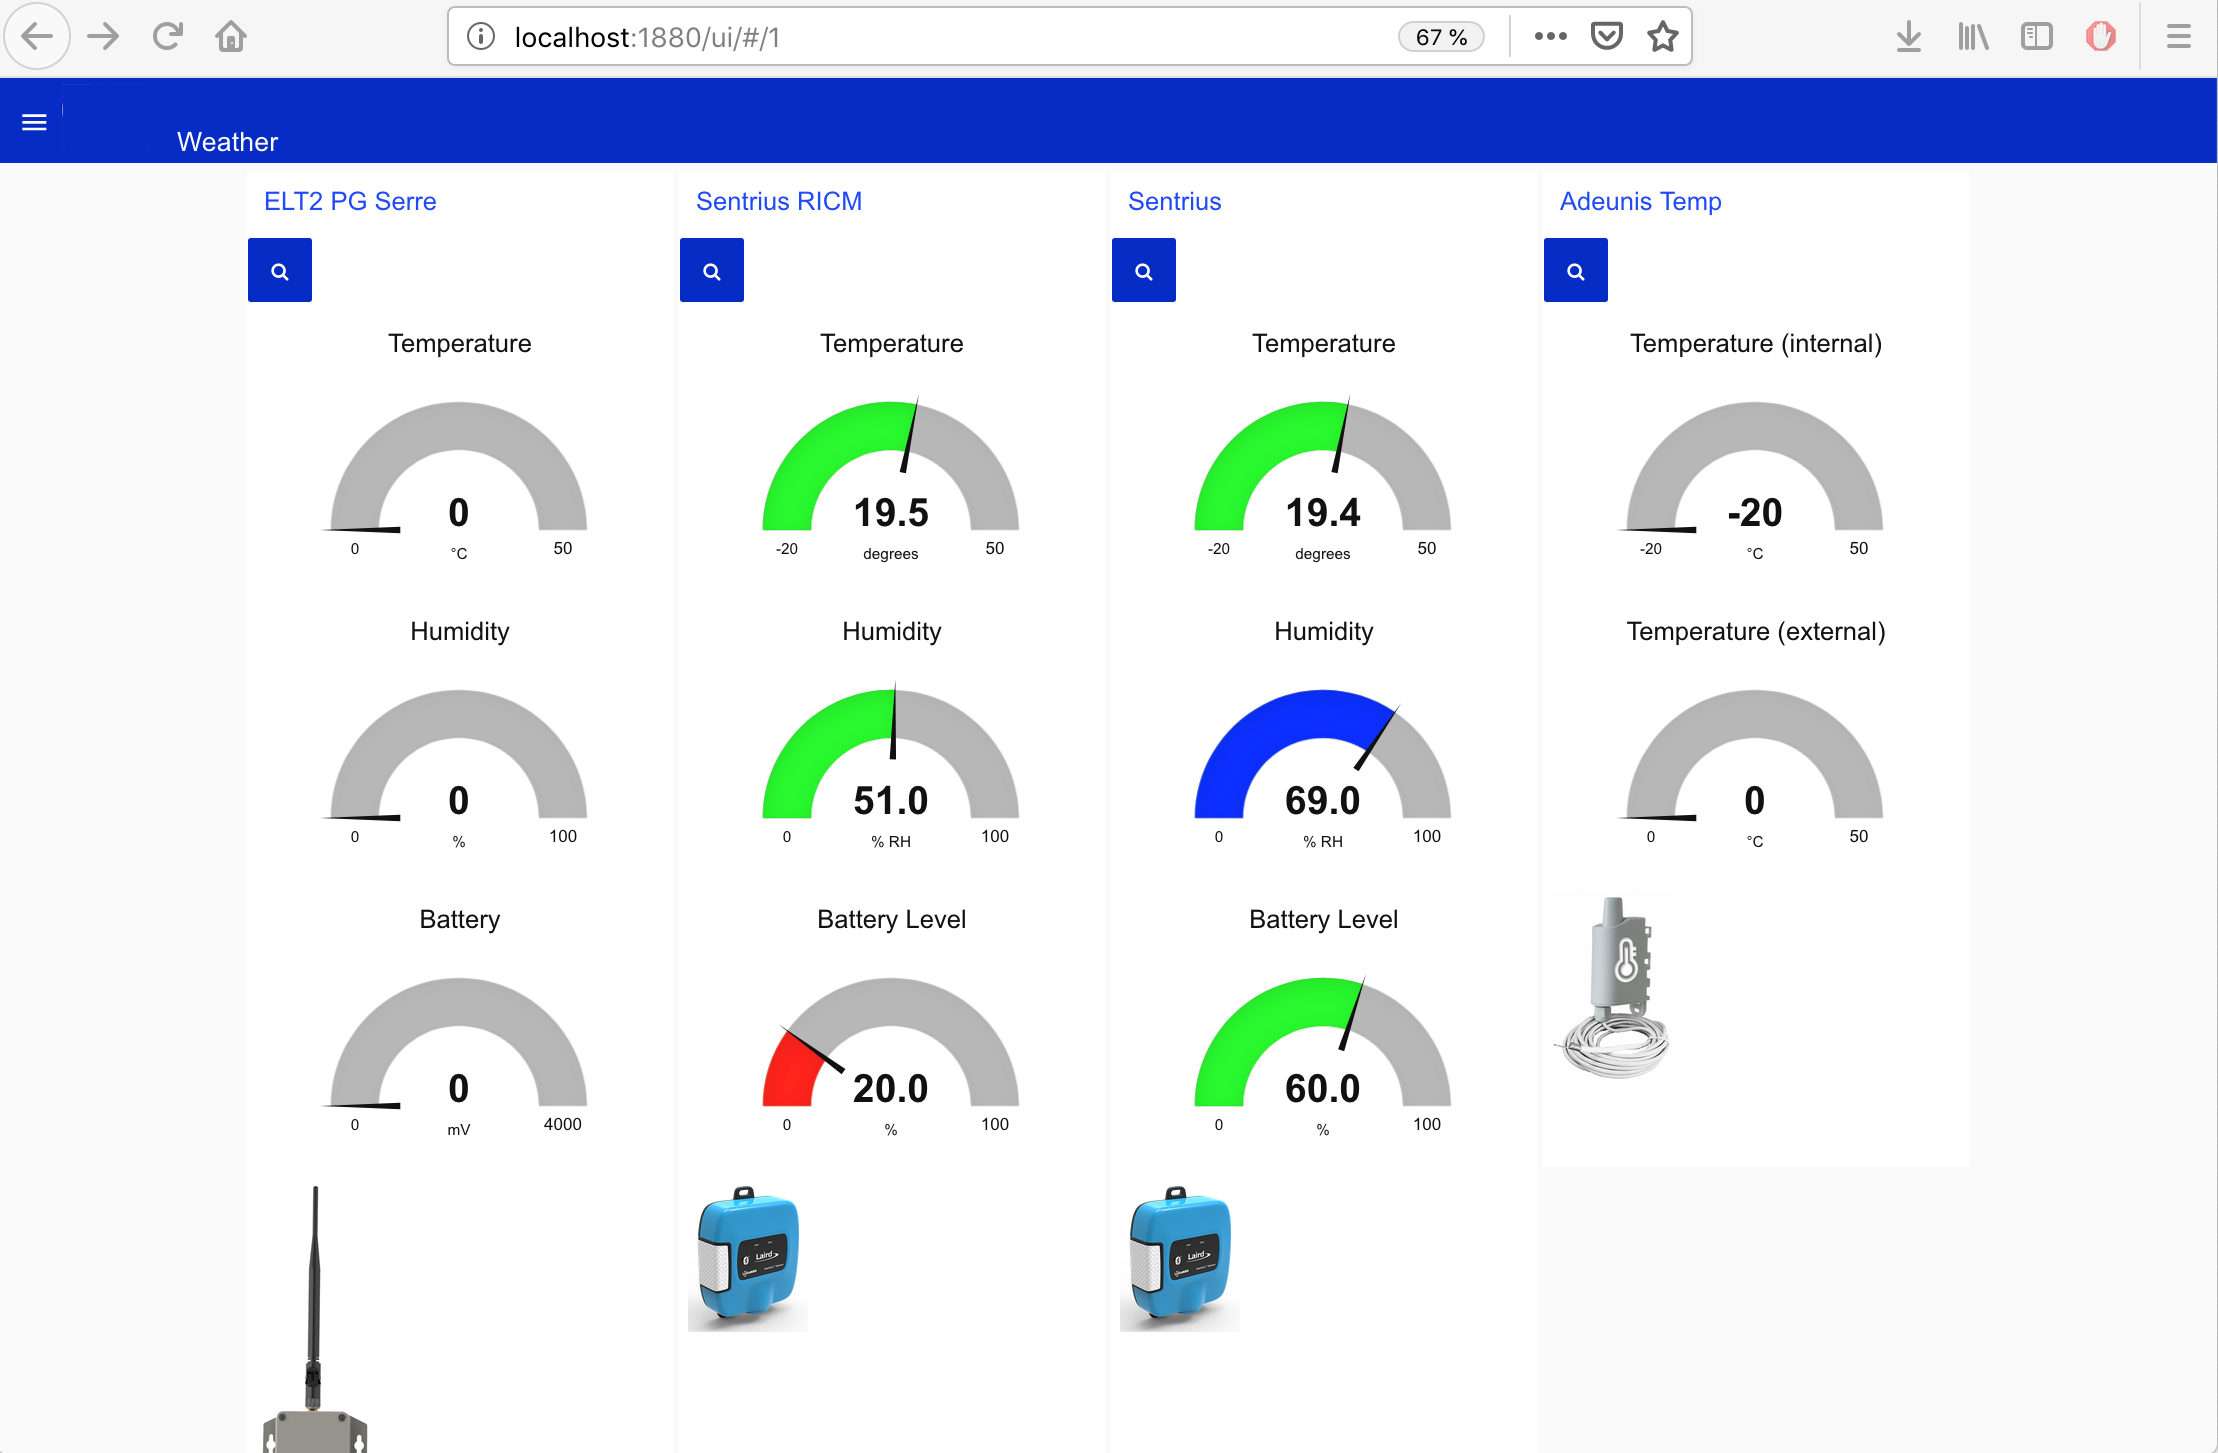 localhost:1880/ui/#/1
67 %
Weather
ELT2 PG Serre
Temperature
0
0
°C
50
Humidity
0
0
%
100
Battery
0
0
mV
4000
Sentrius RICM
Temperature
19.5
-20
degrees
50
Humidity
51.0
0
% RH
100
Battery Level
20.0
0
%
100
Laird
Sentrius
Temperature
19.4
-20
degrees
50
Humidity
69.0
0
% RH
100
Battery Level
60.0
0
%
100
Laird
Adeunis Temp
Temperature (internal)
-20
-20
°C
50
Temperature (external)
0
0
°C
50